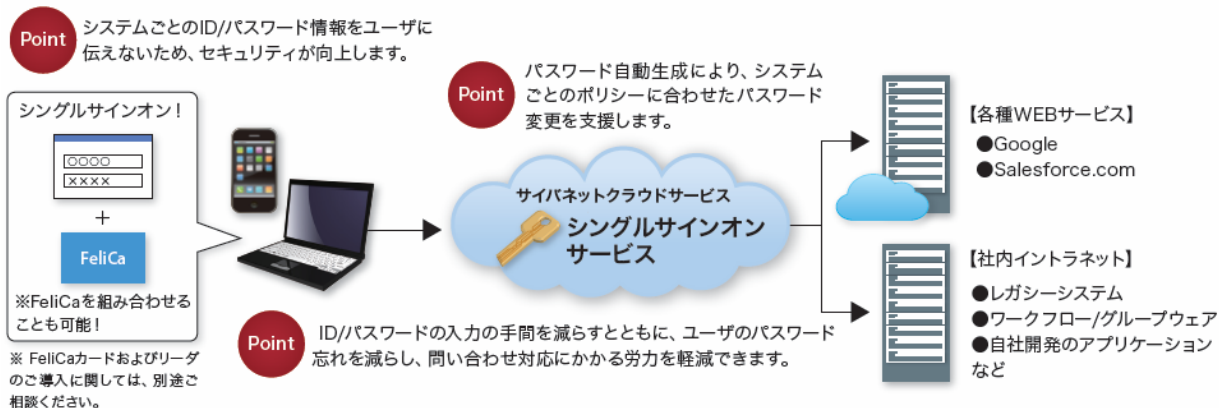 Point
システムごとのID/パスワード情報をユーザに
伝えないため、セキュリティが向上します。
Point
パスワード自動生成により、システム
ごとのポリシーに合わせたパスワード
変更を支援します。
シングルサインオン!
○○○○
××××
+
FeliCa
※FeliCaを組み合わせる
ことも可能!
※ FeliCaカードおよびリーダ
のご導入に関しては、別途ご
相談ください。
サイバネットクラウドサービス
シングルサインオン
サービス
【各種WEBサービス】
●Google
●Salesforce.com
【社内イントラネット】
●レガシーシステム
●ワークフロー/グループウェア
●自社開発のアプリケーション
など
Point
ID/パスワードの入力の手間を減らすとともに、ユーザのパスワード
忘れを減らし、問い合わせ対応にかかる労力を軽減できます。